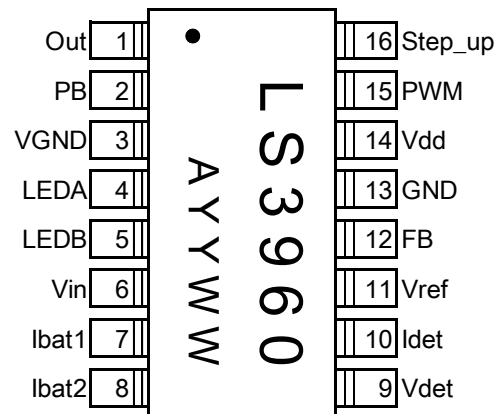 Out 1 16 Step_up
PB 2 15 PWM
VGND 3 14 Vdd
LEDA 4 13 GND
LEDB 5 12 FB
Vin 6 11 Vref
Ibat1 7 10 Idet
Ibat2 8 9 Vdet
LS3960
AYYWW